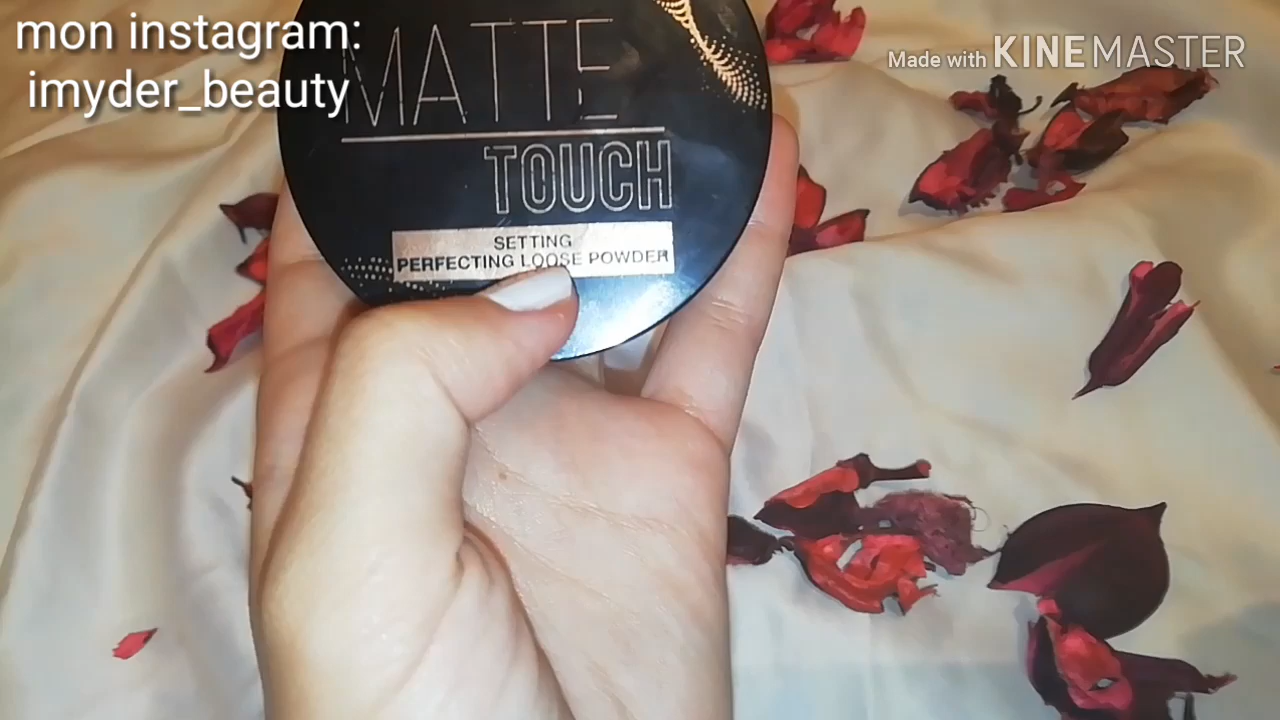 mon instagram:
imyder_beauty
Made with KINEMASTER
MATTE
TOUCH
SETTING
PERFECTING LOOSE POWDER